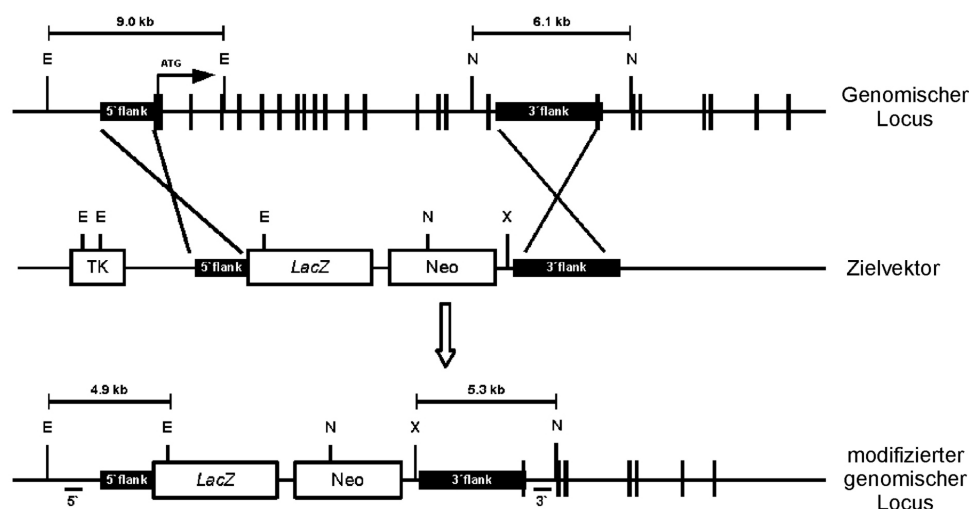 9.0 kb 6.1 kb
E ATG E N N
5`flank 3´flank
Genomischer
Locus
E E E N X
TK 5`flank LacZ Neo 3´flank
Zielvektor
4.9 kb 5.3 kb
E E N X N
5`flank LacZ Neo 3´flank
5` 3`
modifizierter
genomischer
Locus